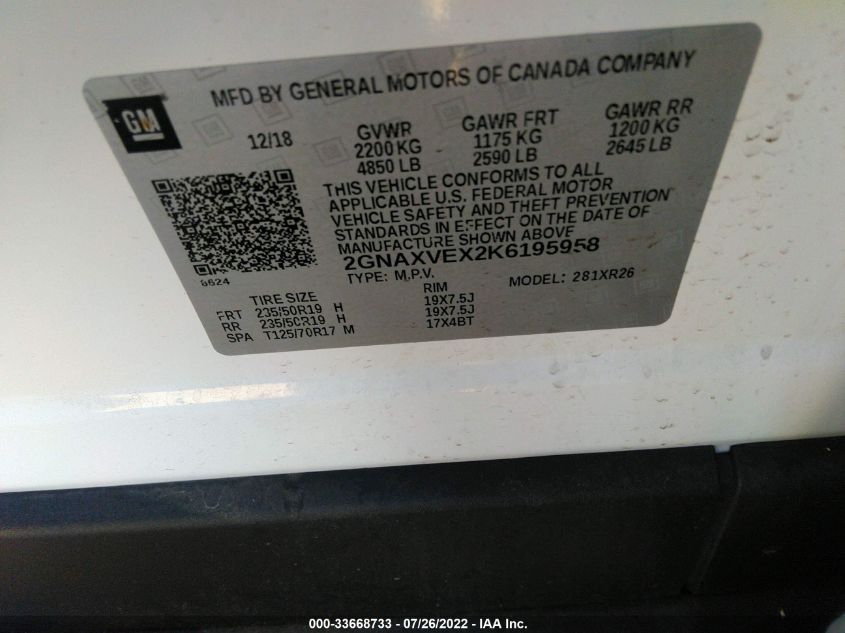 MFD BY GENERAL MOTORS OF CANADA COMPANY
GM
12/18
GVWR
2200 KG
4850 LB
GAWR FRT
1175 KG
2590 LB
GAWR RR
1200 KG
2645 LB
THIS VEHICLE CONFORMS TO ALL
APPLICABLE U.S. FEDERAL MOTOR
VEHICLE SAFETY AND THEFT PREVENTION
STANDARDS IN EFFECT ON THE DATE OF
MANUFACTURE SHOWN ABOVE
2GNAXVEX2K6195958
TYPE: M.P.V. MODEL: 281XR26
TIRE SIZE RIM
FRT 235/50R19 H 19X7.5J
RR 235/50R19 H 19X7.5J
SPA T125/70R17 M 17X4BT
000-33668733 - 07/26/2022 - IAA Inc.